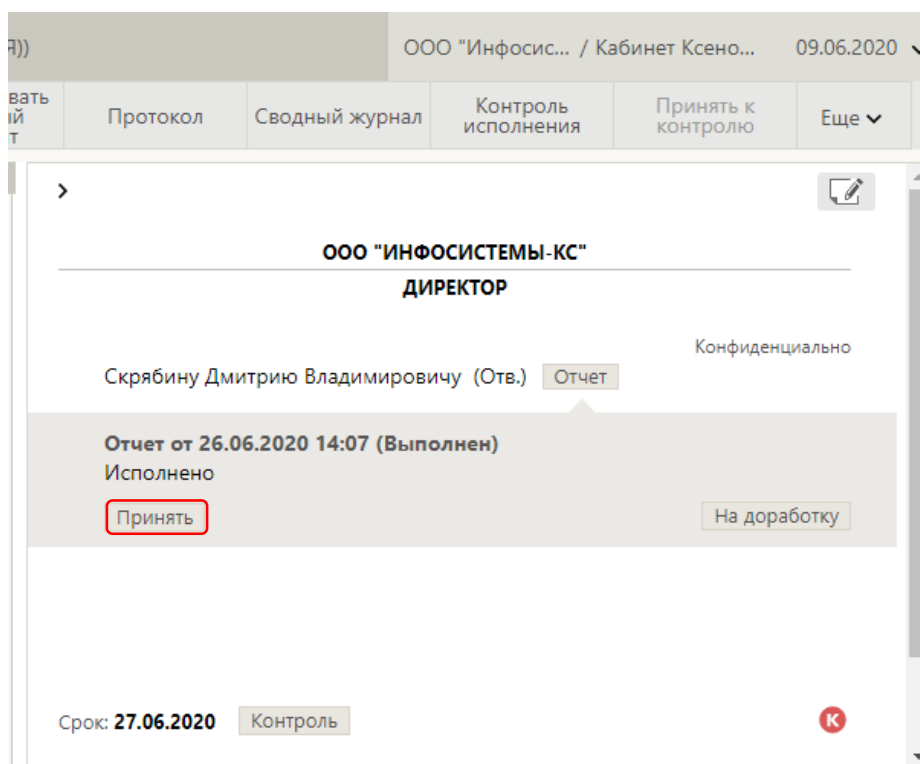 Я))
ООО "Инфосис... / Кабинет Ксено...
09.06.2020
вать
Протокол
Сводный журнал
Контроль
исполнения
Принять к
контролю
Еще
ООО "ИНФОСИСТЕМЫ-КС"
ДИРЕКТОР
Конфиденциально
Скрябину Дмитрию Владимировичу (Отв.) Отчет
Отчет от 26.06.2020 14:07 (Выполнен)
Исполнено
Принять
На доработку
Срок: 27.06.2020 Контроль
К